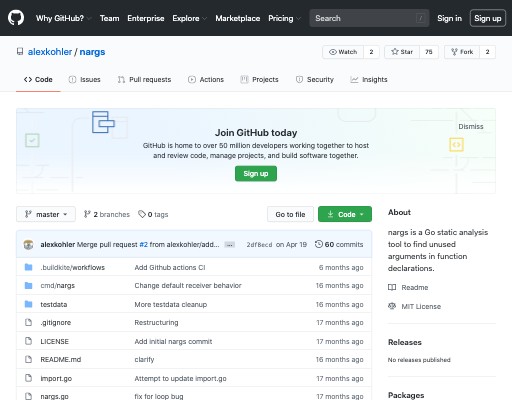 Why GitHub? Team Enterprise Explore Marketplace Pricing Search / Sign in Sign up
alexkohler / nargs Watch 2 Star 75 Fork 2
Code Issues Pull requests Actions Projects Security Insights
Join GitHub today
Dismiss
GitHub is home to over 50 million developers working together to host
and review code, manage projects, and build software together.
Sign up
master 2 branches 0 tags Go to file Code
alexkohler Merge pull request #2 from alexkohler/add... ... 2df8ecd on Apr 19 60 commits
.buildkite/workflows Add Github actions CI 6 months ago
cmd/nargs Change default receiver behavior 16 months ago
testdata More testdata cleanup 16 months ago
.gitignore Restructuring 17 months ago
LICENSE Add initial nargs commit 17 months ago
README.md clarify 16 months ago
import.go Attempt to update import.go 17 months ago
nargs.go fix for loop bug 17 months ago
About
nargs is a Go static analysis
tool to find unused
arguments in function
declarations.
Readme
MIT License
Releases
No releases published
Packages